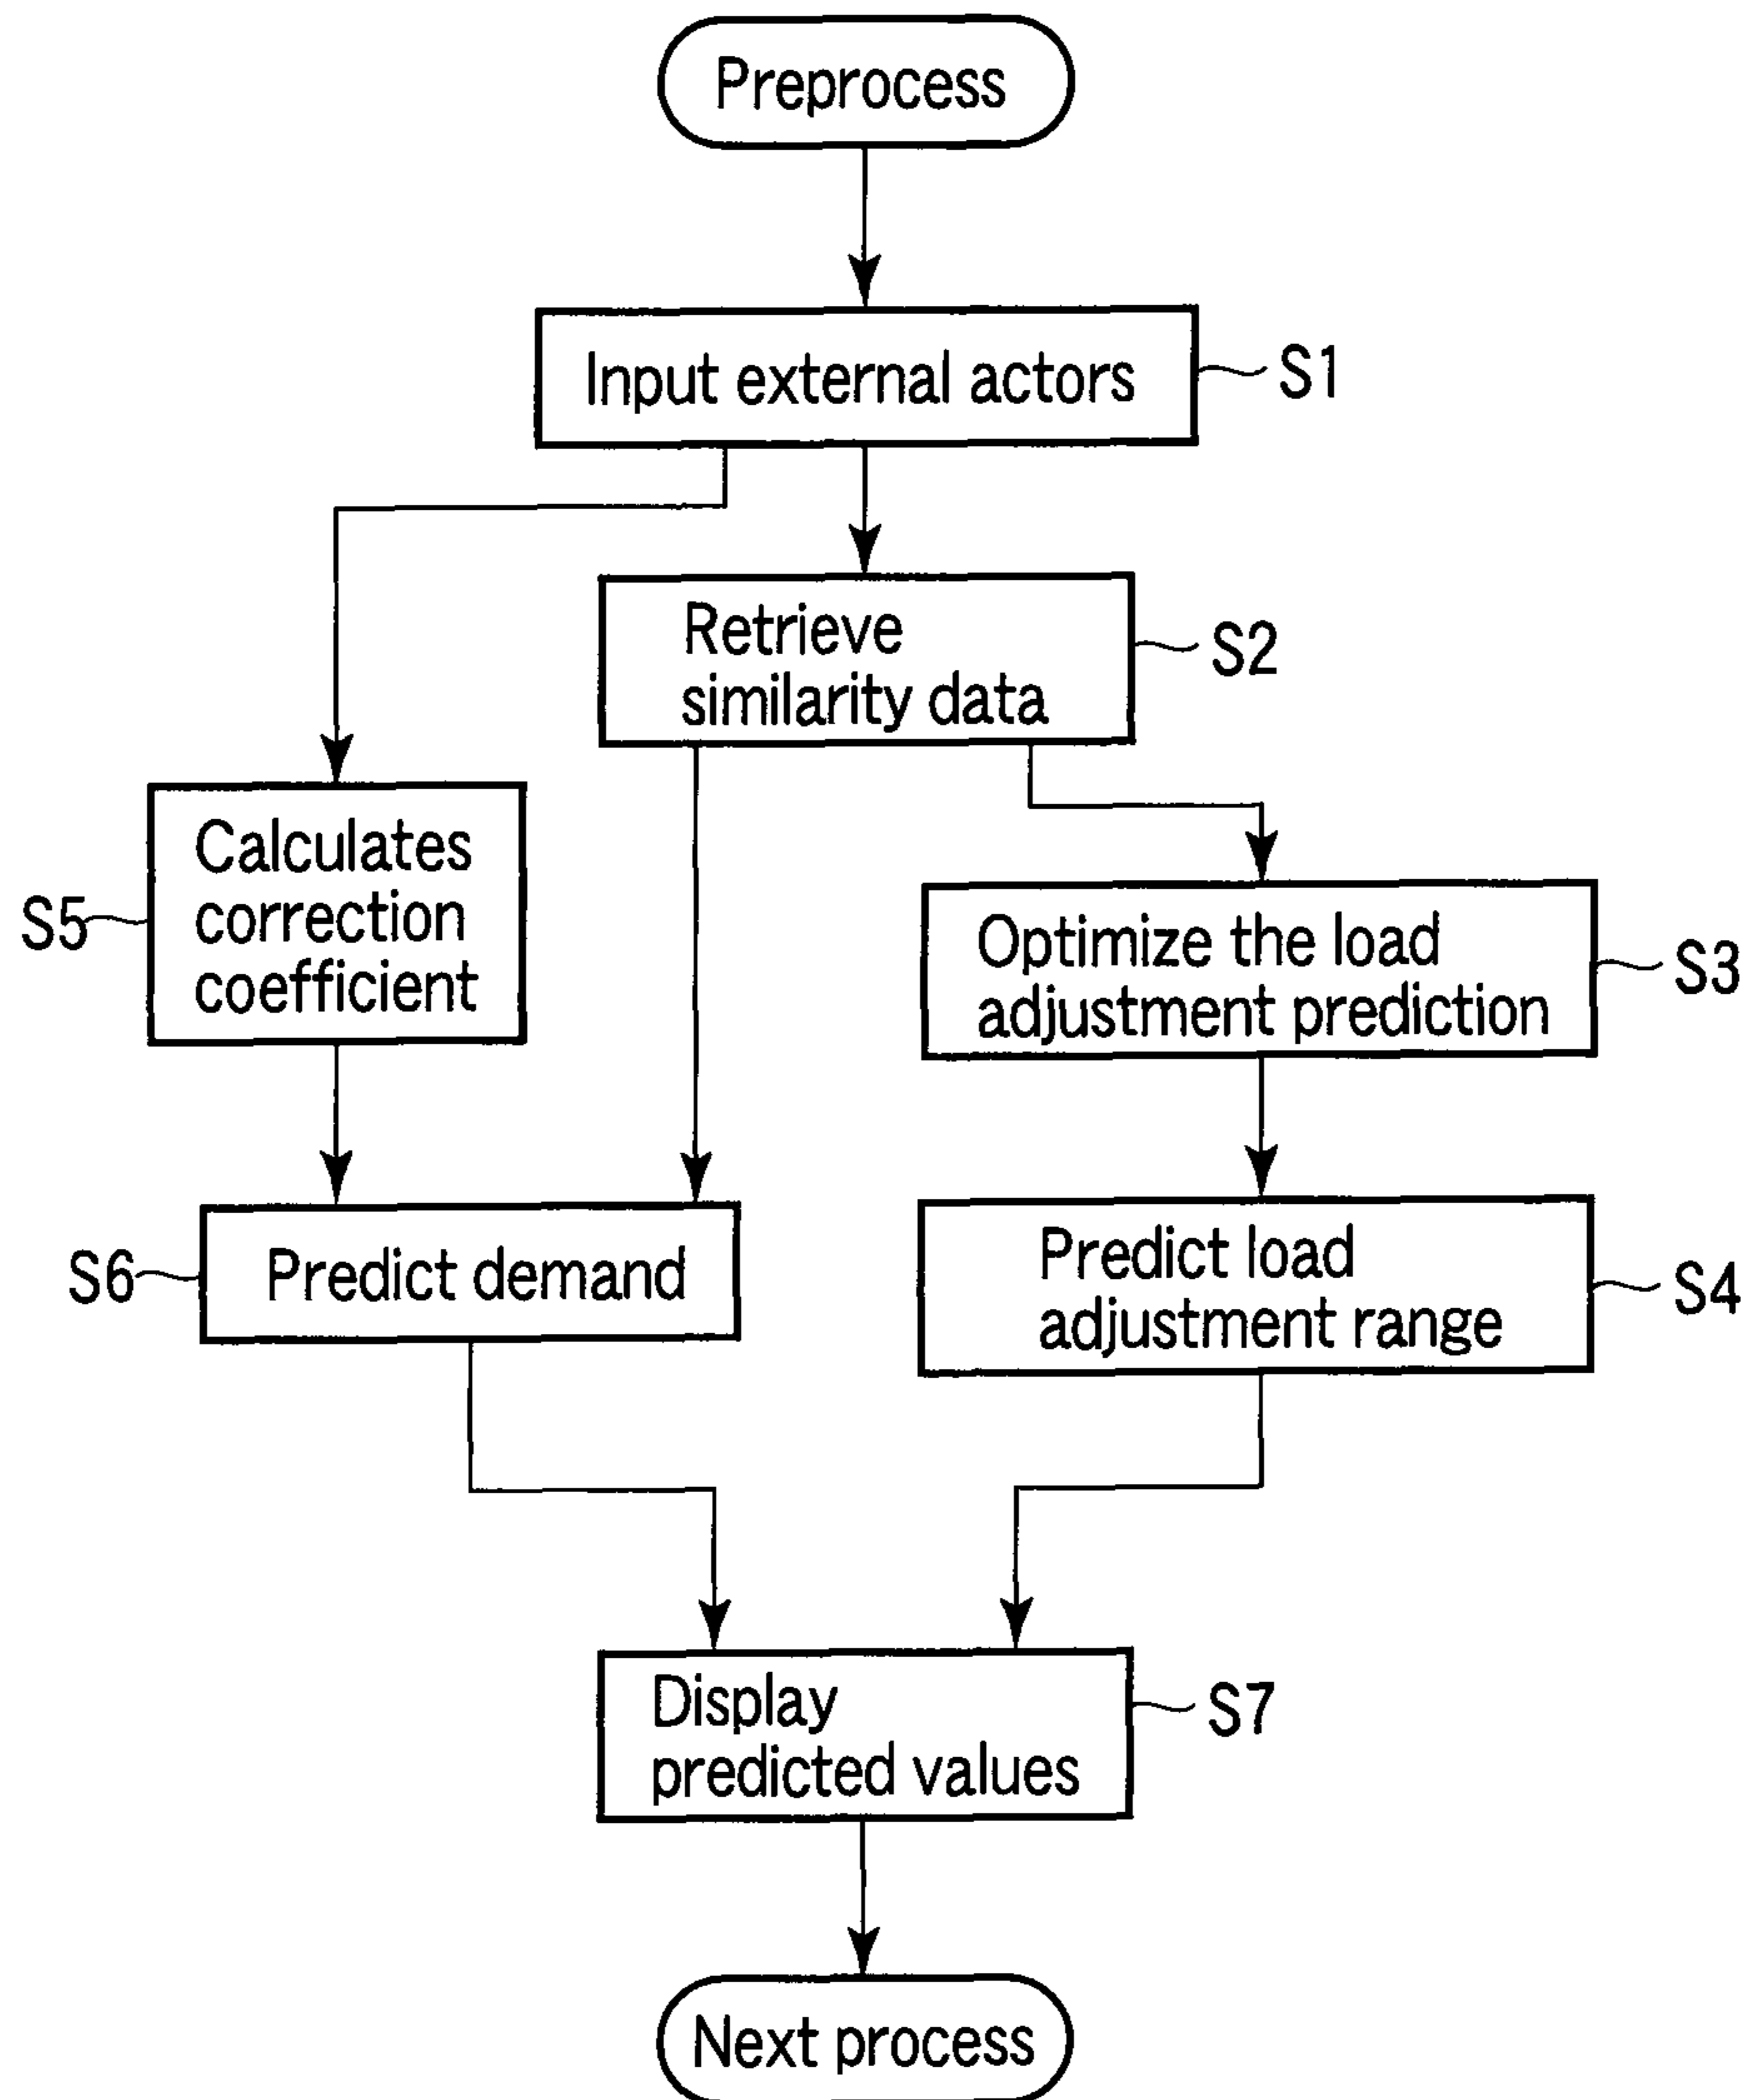 Preprocess
Input external actors
S1
Retrieve
similarity data
S2
Calculates
correction
coefficient
S5
Optimize the load
adjustment prediction
S3
Predict demand
S6
Predict load
adjustment range
S4
Display
predicted values
S7
Next process